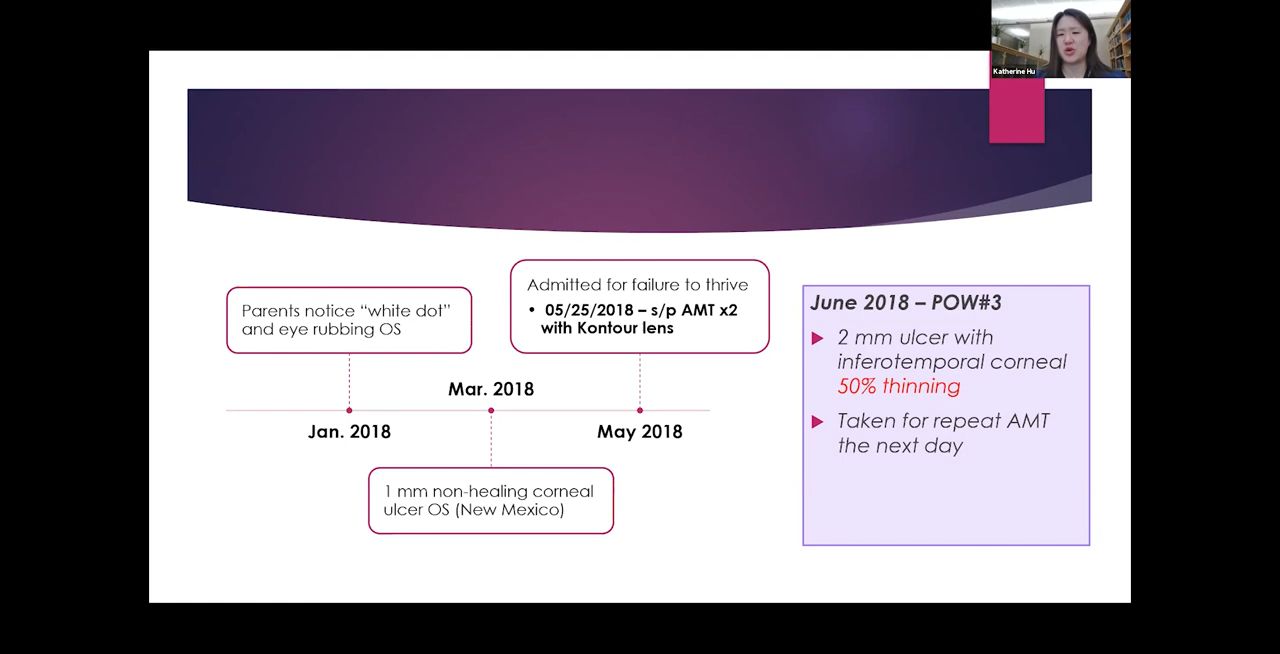 Katherine Hu
Parents notice “white dot”
and eye rubbing OS
Admitted for failure to thrive
• 05/25/2018 – s/p AMT x2
with Kontour lens
Mar. 2018
Jan. 2018
May 2018
1 mm non-healing corneal
ulcer OS (New Mexico)
June 2018 – POW#3
2 mm ulcer with
inferotemporal corneal
50% thinning
Taken for repeat AMT
the next day